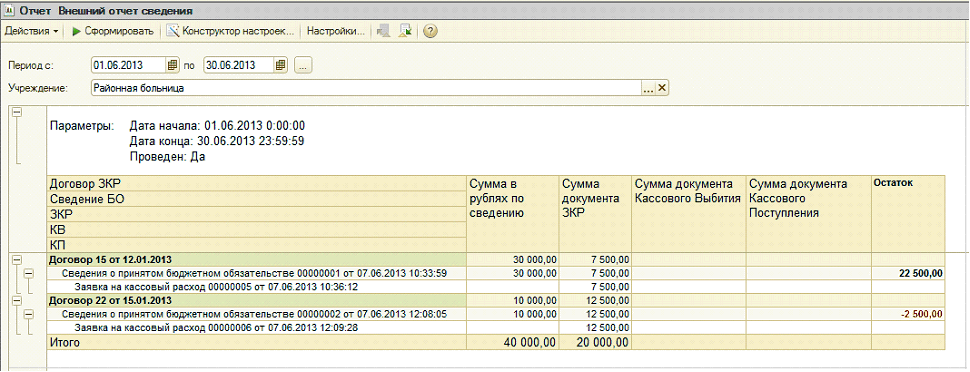 Отчет Внешний отчет сведения
Действия Сформировать Конструктор настроек... Настройки... ?
Период с: 01.06.2013 по 30.06.2013 ...
Учреждение: Районная больница ... X
Параметры: Дата начала: 01.06.2013 0:00:00
Дата конца: 30.06.2013 23:59:59
Проведен: Да
Договор ЗКР
Сведение БО
ЗКР
КВ
КП
Сумма в
рублях по
сведению
Сумма
документа
ЗКР
Сумма документа
Кассового Выбития
Сумма документа
Кассового
Поступления
Остаток
Договор 15 от 12.01.2013 30 000,00 7 500,00
Сведения о принятом бюджетном обязательстве 00000001 от 07.06.2013 10:33:59 30 000,00 7 500,00 22 500,00
Заявка на кассовый расход 00000005 от 07.06.2013 10:36:12 7 500,00
Договор 22 от 15.01.2013 10 000,00 12 500,00
Сведения о принятом бюджетном обязательстве 00000002 от 07.06.2013 12:08:05 10 000,00 12 500,00 -2 500,00
Заявка на кассовый расход 00000006 от 07.06.2013 12:09:28 12 500,00
Итого 40 000,00 20 000,00